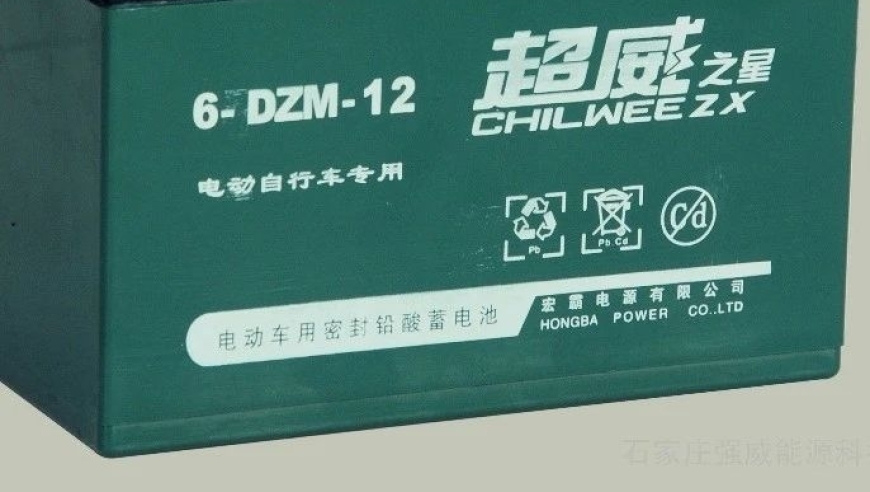 超威之星
CHILWEE ZX
6-DZM-12
电动自行车专用
Pb
Pb Cd
Cd
电动车用密封铅酸蓄电池
宏霸电源有限公司
HONGBA POWER CO.,LTD
石家庄强威能源科